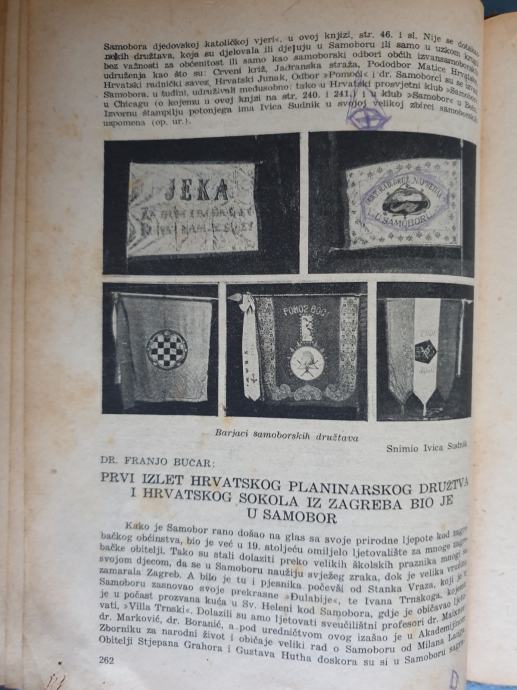 Samobora djedovskoj katoličkoj vjeri«, u ovoj knjizi, str. 46. i sl. Nije se
nekih društava, koja su djelovala ili djeluju u Samoboru ili samo u uzkom krugu
bez važnosti za općenitost ili samo kao samoborski odbori općih izvansamoborskih
udruženja kao što su: Crveni križ, Jadranska straža, Pododbor Matice Hrvatske,
Hrvatski radnički savez, Hrvatski Junak, Odbor »Pomoći« i dr. Samoborci su se izvan
Samobora, u tuđini, udruživali međusobno: tako u Hrvatski prosvjetni klub »Samobor«
u Chicagu (o kojemu u ovoj knjizi na str. 240. i 241.) i u klub »Samobor« u
Izvornu štampilju potonjega ima Ivica Sudnik u svojoj velikoj zbirci samoborskih
uspomena (op. ur.).
JEKA
U SAMOBORU
POMOZ BOG
Barjaci samoborskih društava
Snimio Ivica Sudnik
DR. FRANJO BUČAR:
PRVI IZLET HRVATSKOG PLANINARSKOG DRUŠTVA
I HRVATSKOG SOKOLA IZ ZAGREBA BIO JE
U SAMOBOR
Kako je Samobor rano došao na glas sa svoje prirodne ljepote kod zagre-
bačkog občinstva, bio je već u 19. stoljeću omiljelo ljetovalište za mnoge zagre-
bačke obitelji. Tako su stali dolaziti preko velikih školskih praznika mnogi sa
svojom djecom, da se u Samoboru naužiju svježeg zraka, dok je velika vrućina
zamarala Zagreb. A bilo je tu i pjesnika počevši od Stanka Vraza, koji je u
Samoboru zasnovao svoje prekrasne »Đulabije«, te Ivana Trnskoga, kojemu
je u počast prozvana kuća u Sv. Heleni kod Samobora, gdje je običavao ljeto-
vati, »Villa Trnski«. Dolazili su amo ljetovati sveučilištni profesori dr. Maixner,
dr. Marković, dr. Boranić, a pod uredničtvom ovog izašao je u Akademijinom
Zborniku za narodni život i običaje veliki rad o Samoboru od Milana Langa.
Obitelji Stjepana Grahora i Gustava Hutha doskora su si u Samoboru
262